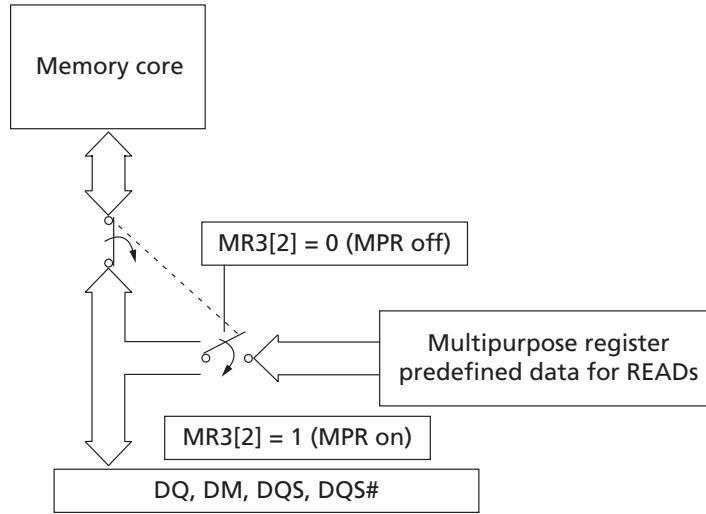 Memory core
MR3[2] = 0 (MPR off)
Multipurpose register
predefined data for READs
MR3[2] = 1 (MPR on)
DQ, DM, DQS, DQS#